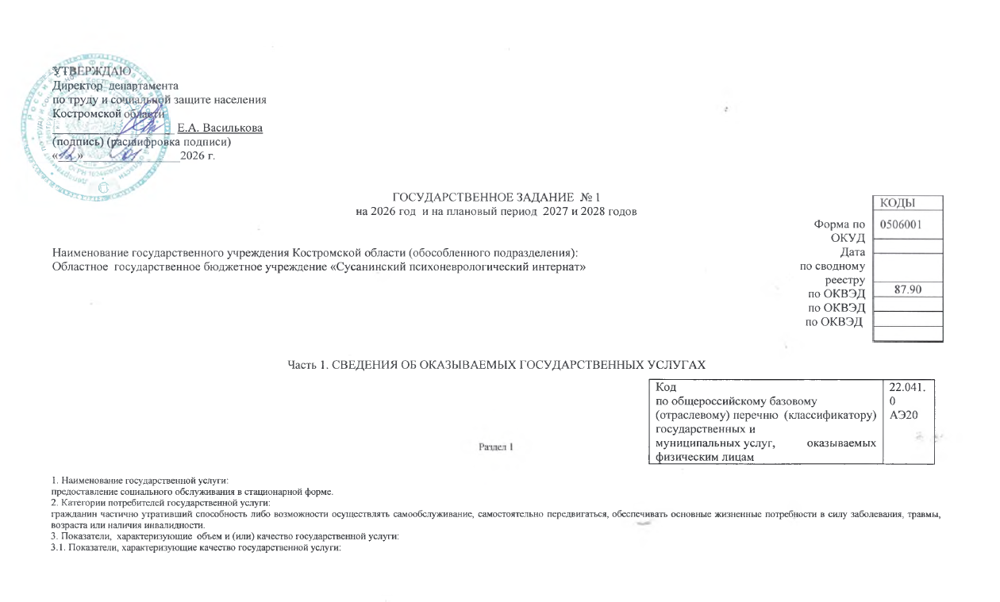 УТВЕРЖДАЮ
Директор департамента
по труду и социальной защите населения
Костромской области
Е.А. Василькова
(подпись) (расшифровка подписи)
«12» 01 2026 г.
ГОСУДАРСТВЕННОЕ ЗАДАНИЕ № 1
на 2026 год и на плановый период 2027 и 2028 годов
КОДЫ
Форма по ОКУД
0506001
Дата
по сводному
реестру
по ОКВЭД
87.90
по ОКВЭД
по ОКВЭД
Наименование государственного учреждения Костромской области (обособленного подразделения):
Областное государственное бюджетное учреждение «Сусанинский психоневрологический интернат»
Часть 1. СВЕДЕНИЯ ОБ ОКАЗЫВАЕМЫХ ГОСУДАРСТВЕННЫХ УСЛУГАХ
Код
по общероссийскому базовому
(отраслевому) перечню (классификатору)
государственных и
муниципальных услуг, оказываемых
физическим лицам
22.041.
0
АЭ20
Раздел 1
1. Наименование государственной услуги:
предоставление социального обслуживания в стационарной форме.
2. Категории потребителей государственной услуги:
гражданин частично утративший способность либо возможности осуществлять самообслуживание, самостоятельно передвигаться, обеспечивать основные жизненные потребности в силу заболевания, травмы,
возраста или наличия инвалидности.
3. Показатели, характеризующие объем и (или) качество государственной услуги:
3.1. Показатели, характеризующие качество государственной услуги: